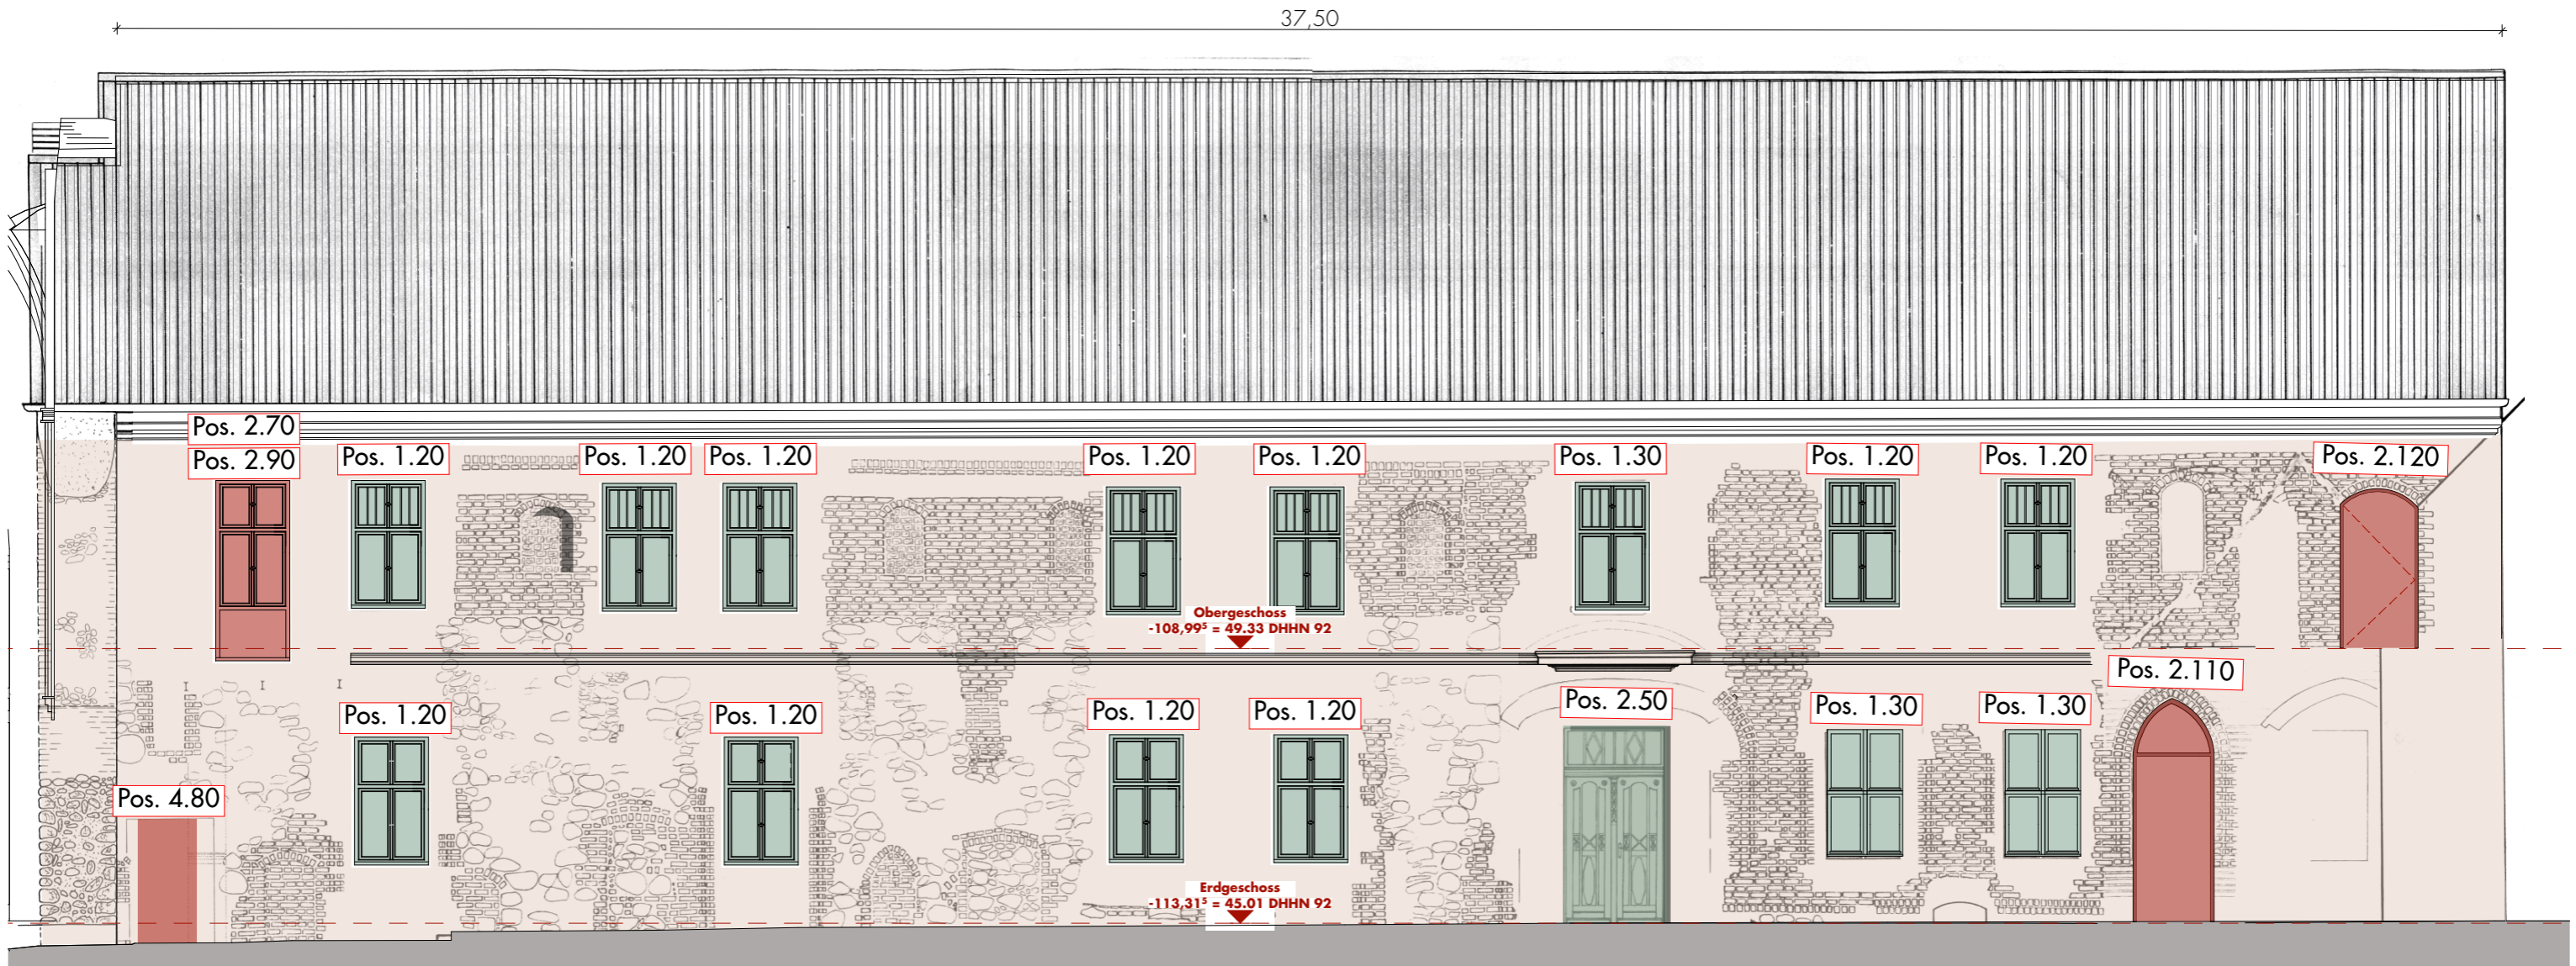 37,50
Pos. 2.70
Pos. 2.90
Pos. 1.20
Pos. 1.20
Pos. 1.20
Pos. 1.20
Pos. 1.20
Pos. 1.30
Pos. 1.20
Pos. 1.20
Pos. 2.120
Obergeschoss
-108,99⁵ = 49.33 DHHN 92
Pos. 4.80
Pos. 1.20
Pos. 1.20
Pos. 1.20
Pos. 1.20
Pos. 2.50
Pos. 1.30
Pos. 1.30
Pos. 2.110
Erdgeschoss
-113,31⁵ = 45.01 DHHN 92